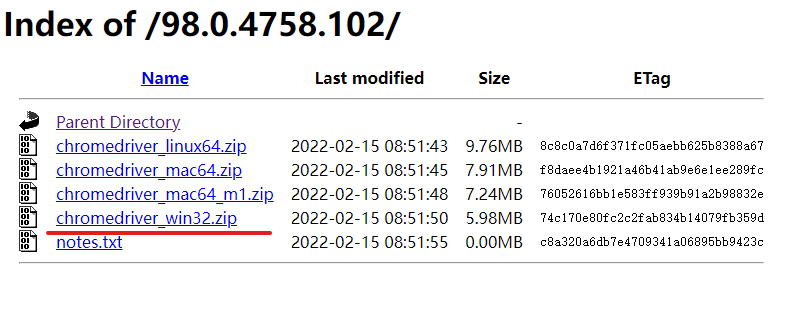 Index of /98.0.4758.102/
Name Last modified Size ETag
Parent Directory -
chromedriver_linux64.zip 2022-02-15 08:51:43 9.76MB 8c8c0a7d6f371fc05aebb625b8388a67
chromedriver_mac64.zip 2022-02-15 08:51:45 7.91MB f8daee4b1921a46b41ab9e6e1ee289fc
chromedriver_mac64_m1.zip 2022-02-15 08:51:48 7.24MB 76052616bb1e583ff939b91a2b98832e
chromedriver_win32.zip 2022-02-15 08:51:50 5.98MB 74c170e80fc2c2fab834b14079fb359d
notes.txt 2022-02-15 08:51:55 0.00MB c8a320a6db7e4709341a06895bb9423c